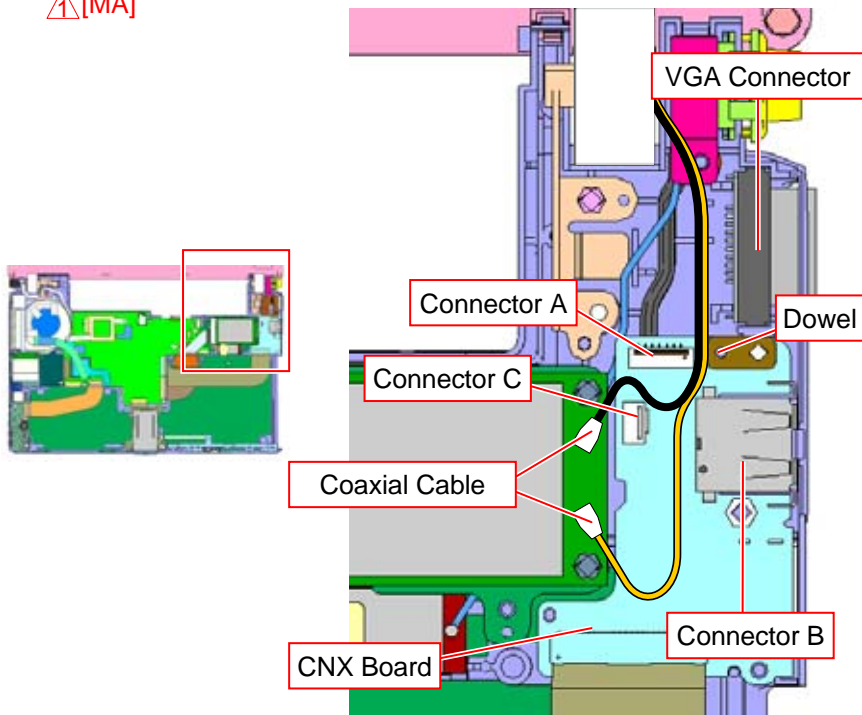 1[MA]
VGA Connector
Connector A
Dowel
Connector C
Coaxial Cable
Connector B
CNX Board